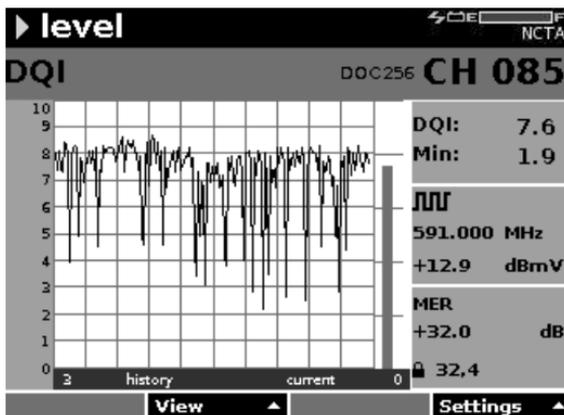 level
E F
NCTA
DQI DOC256 CH 085
10
9
8
7
6
5
4
3
2
1
0
3 history current 0
DQI: 7.6
Min: 1.9
591.000 MHz
+12.9 dBmV
MER
+32.0 dB
32,4
View Settings